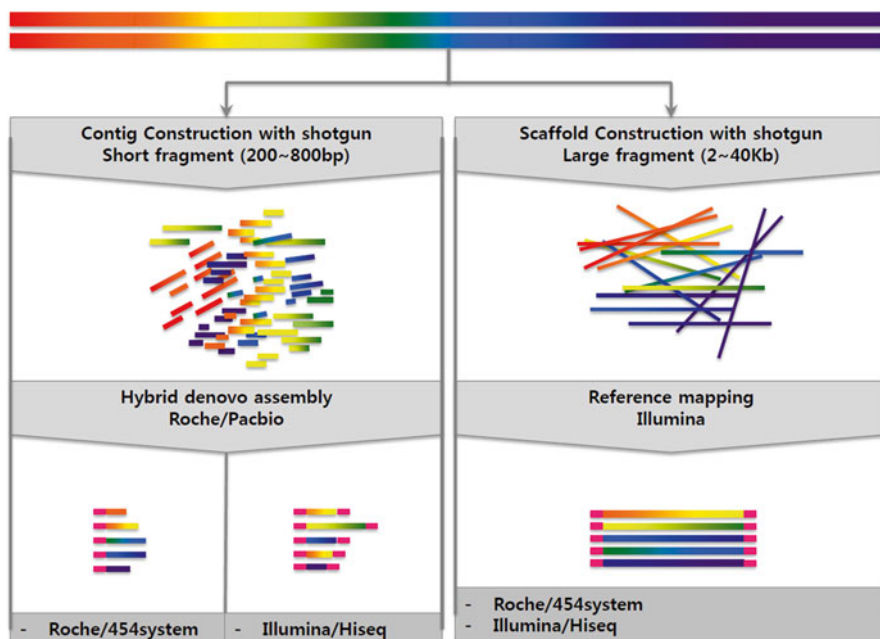 Contig Construction with shotgun
Short fragment (200~800bp)
Scaffold Construction with shotgun
Large fragment (2~40Kb)
Hybrid denovo assembly
Roche/Pacbio
Reference mapping
Illumina
- Roche/454system
- Illumina/Hiseq
- Roche/454system
- Illumina/Hiseq